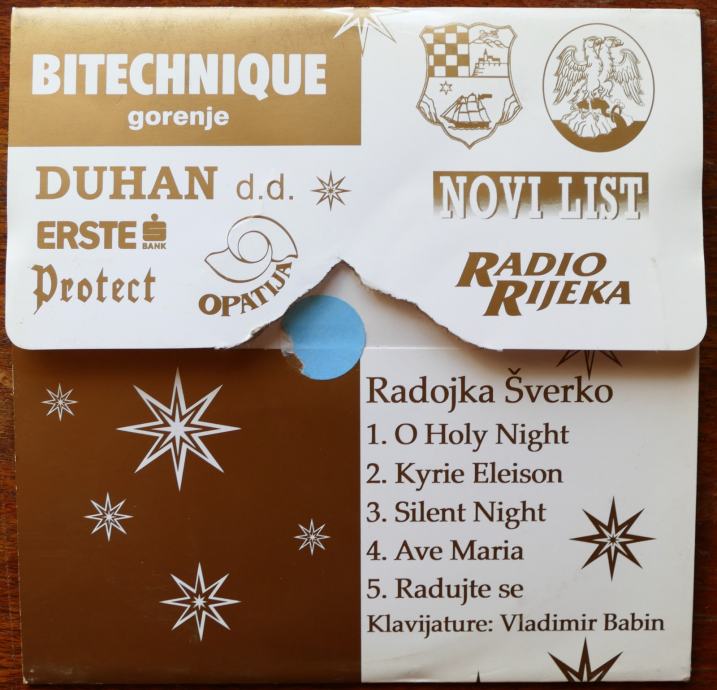 BITECHNIQUE
gorenje
DUHAN d.d.
ERSTE BANK
Protect
OPATIJA
NOVI LIST
RADIO
RIJEKA
Radojka Šverko
1. O Holy Night
2. Kyrie Eleison
3. Silent Night
4. Ave Maria
5. Radujte se
Klavijature: Vladimir Babin